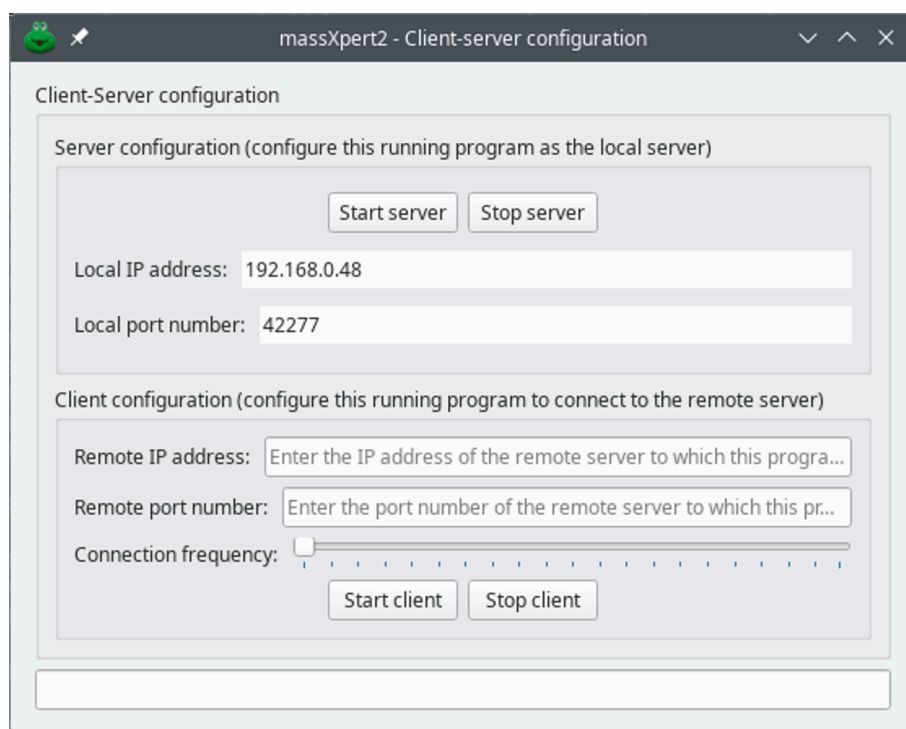 massXpert2 - Client-server configuration
Client-Server configuration
Server configuration (configure this running program as the local server)
Start server Stop server
Local IP address: 192.168.0.48
Local port number: 42277
Client configuration (configure this running program to connect to the remote server)
Remote IP address: Enter the IP address of the remote server to which this progra...
Remote port number: Enter the port number of the remote server to which this pr...
Connection frequency:
Start client Stop client